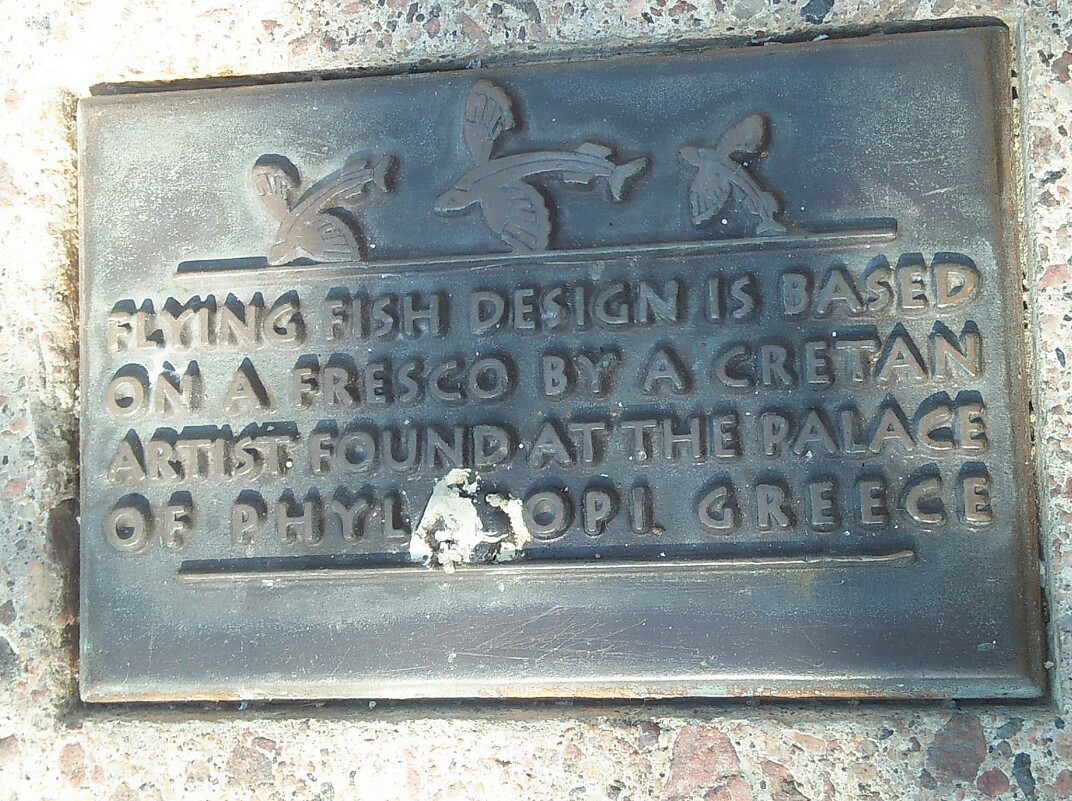 FLYING FISH DESIGN IS BASED
ON A FRESCO BY A CRETAN
ARTIST FOUND AT THE PALACE
OF GREECE